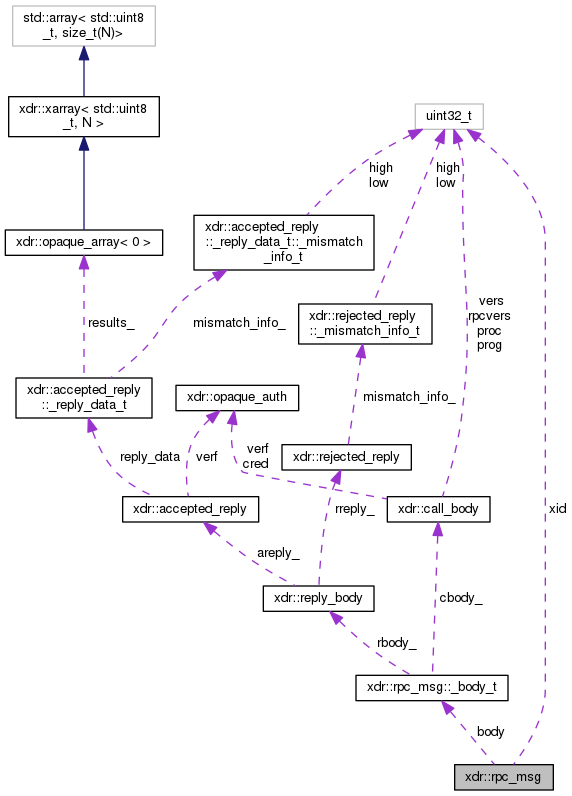 std::array< std::uint8
_t, size_t(N)>
xdr::xarray< std::uint8
_t, N >
uint32_t
high
low
high
low
xdr::accepted_reply
::_reply_data_t::_mismatch
_info_t
xdr::opaque_array< 0 >
vers
rpcvers
proc
prog
results_
mismatch_info_
xdr::rejected_reply
::_mismatch_info_t
xdr::accepted_reply
::_reply_data_t
xdr::opaque_auth
mismatch_info_
reply_data
verf
verf
cred
xdr::rejected_reply
xdr::accepted_reply
rreply_
xdr::call_body
xid
areply_
xdr::reply_body
cbody_
rbody_
xdr::rpc_msg::_body_t
body
xdr::rpc_msg